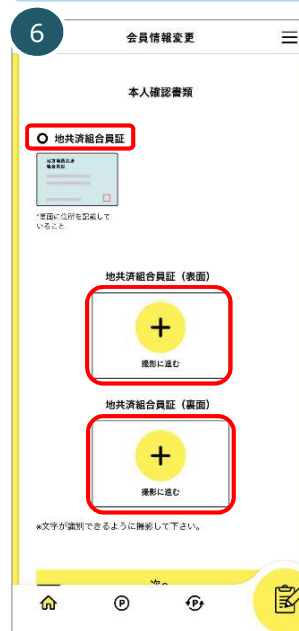 6
会員情報変更
本人確認書類
地共済組合員証
*裏面に住所を記載して
いること
地共済組合員証（表面）
撮影に進む
地共済組合員証（裏面）
撮影に進む
※文字が識別できるように撮影して下さい。
次へ
P
P